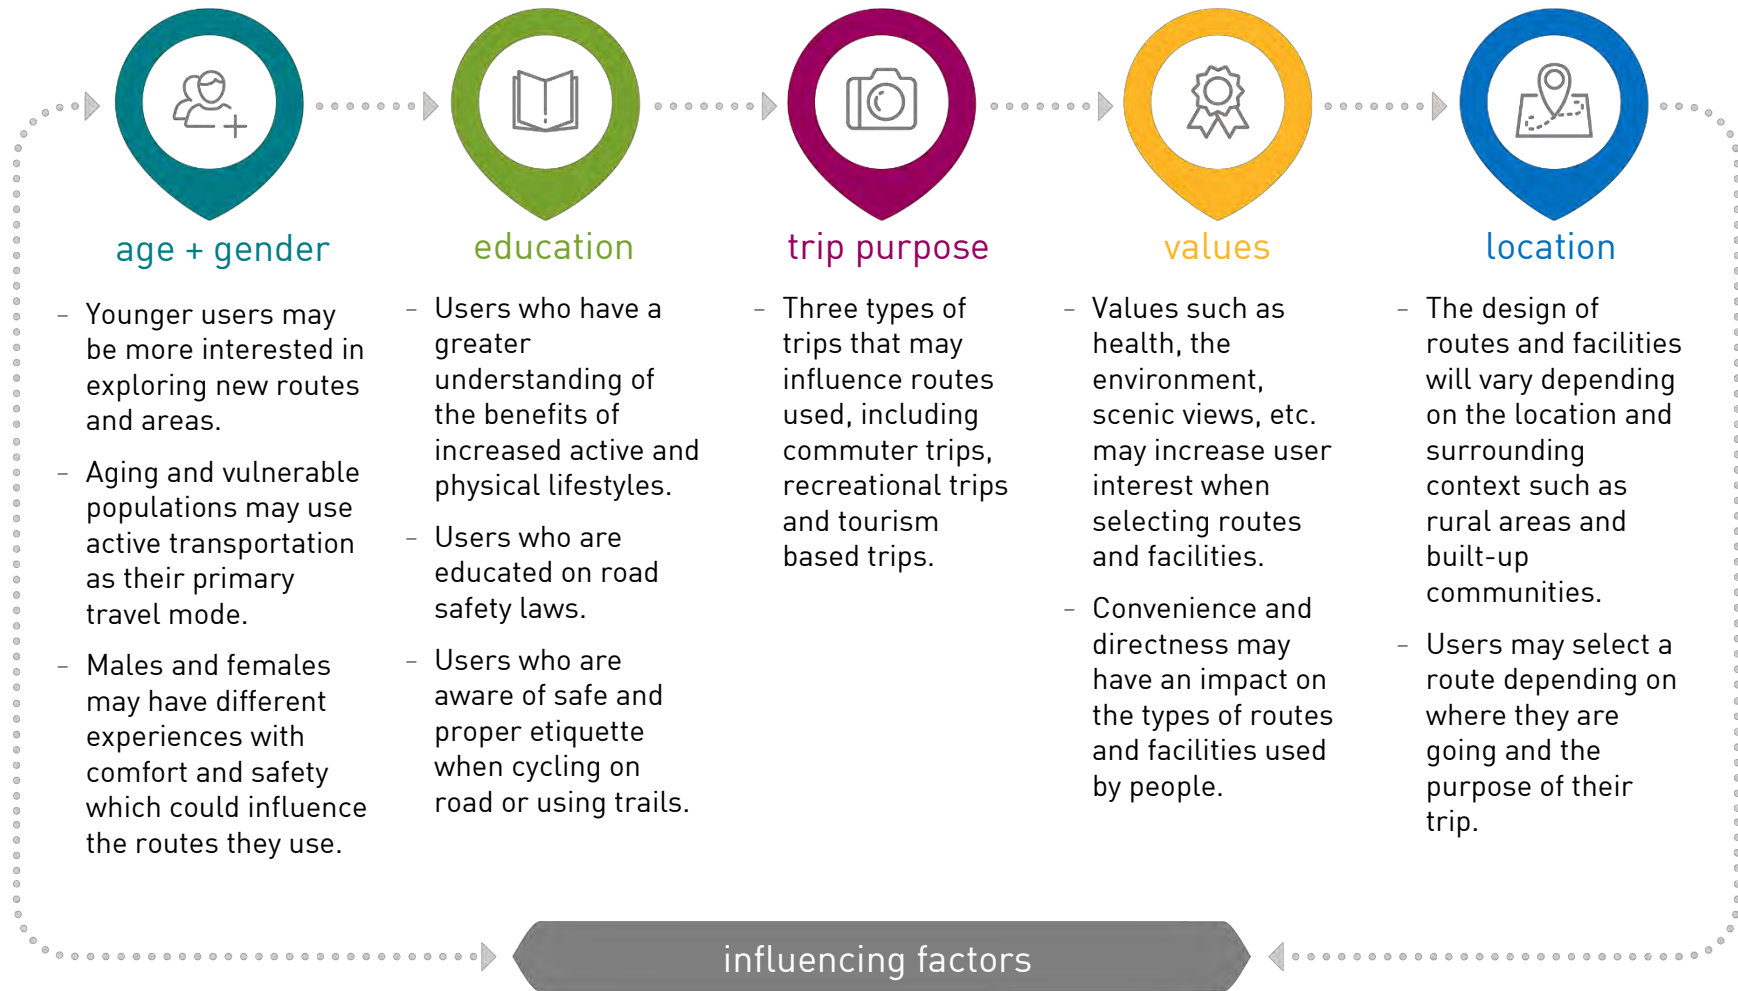 age + gender
– Younger users may
be more interested in
exploring new routes
and areas.
– Aging and vulnerable
populations may use
active transportation
as their primary
travel mode.
– Males and females
may have different
experiences with
comfort and safety
which could influence
the routes they use.
education
– Users who have a
greater
understanding of
the benefits of
increased active and
physical lifestyles.
– Users who are
educated on road
safety laws.
– Users who are
aware of safe and
proper etiquette
when cycling on
road or using trails.
trip purpose
– Three types of
trips that may
influence routes
used, including
commuter trips,
recreational trips
and tourism
based trips.
values
– Values such as
health, the
environment,
scenic views, etc.
may increase user
interest when
selecting routes
and facilities.
– Convenience and
directness may
have an impact on
the types of routes
and facilities used
by people.
location
– The design of
routes and facilities
will vary depending
on the location and
surrounding
context such as
rural areas and
built-up
communities.
– Users may select a
route depending on
where they are
going and the
purpose of their
trip.
influencing factors